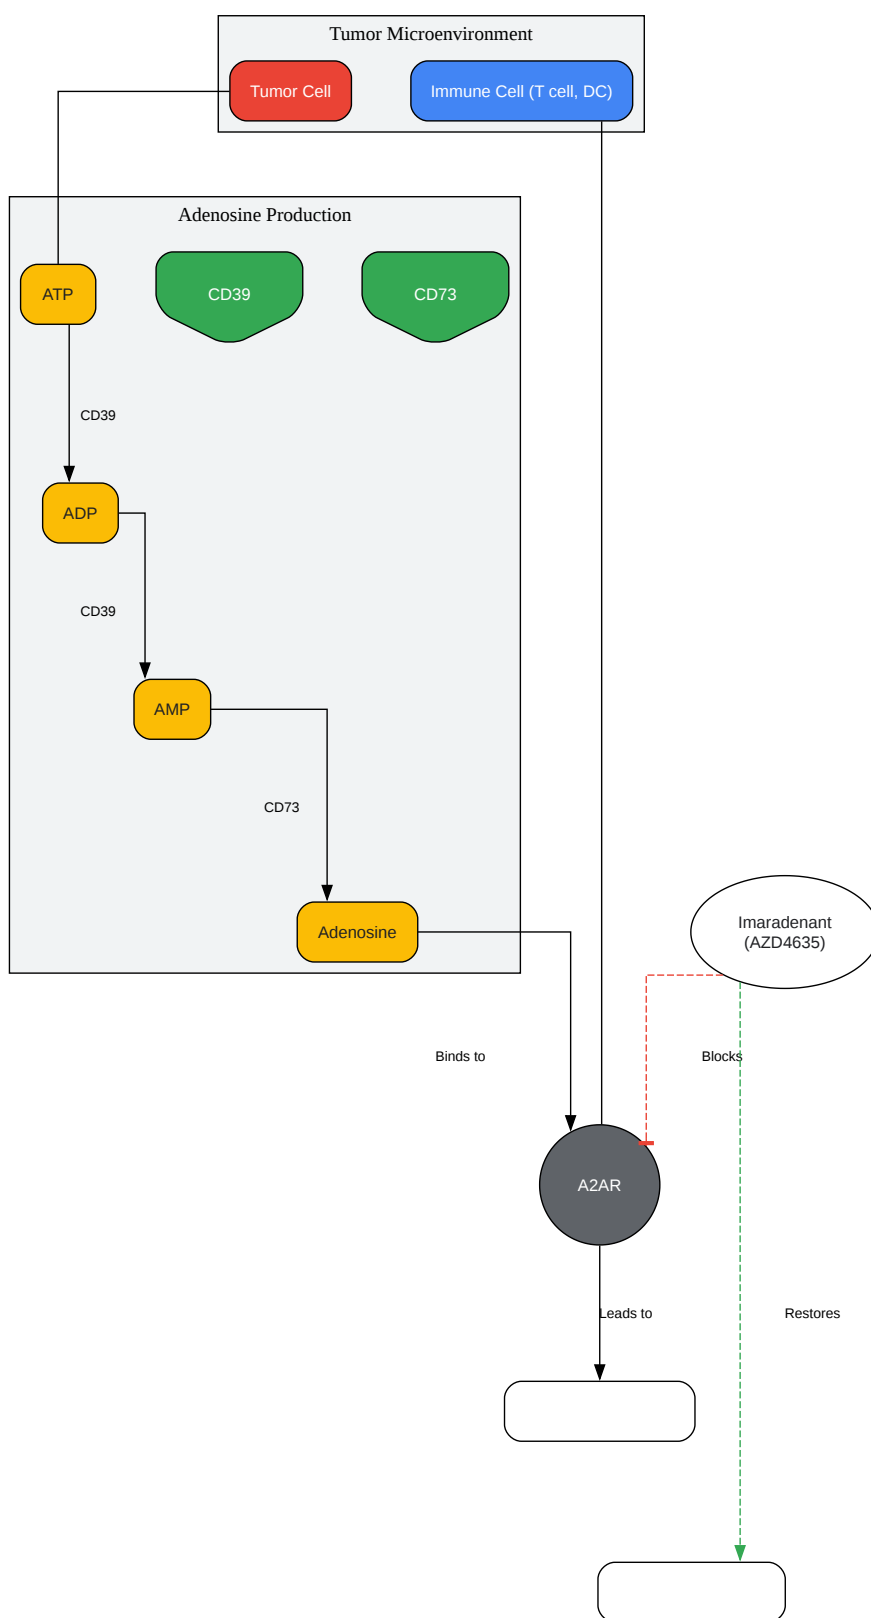 Tumor Microenvironment
Tumor Cell
Immune Cell (T cell, DC)
Adenosine Production
ATP
CD39
CD73
CD39
ADP
CD39
AMP
CD73
Adenosine
Imaradenant
(AZD4635)
Binds to
Blocks
A2AR
Leads to
Restores